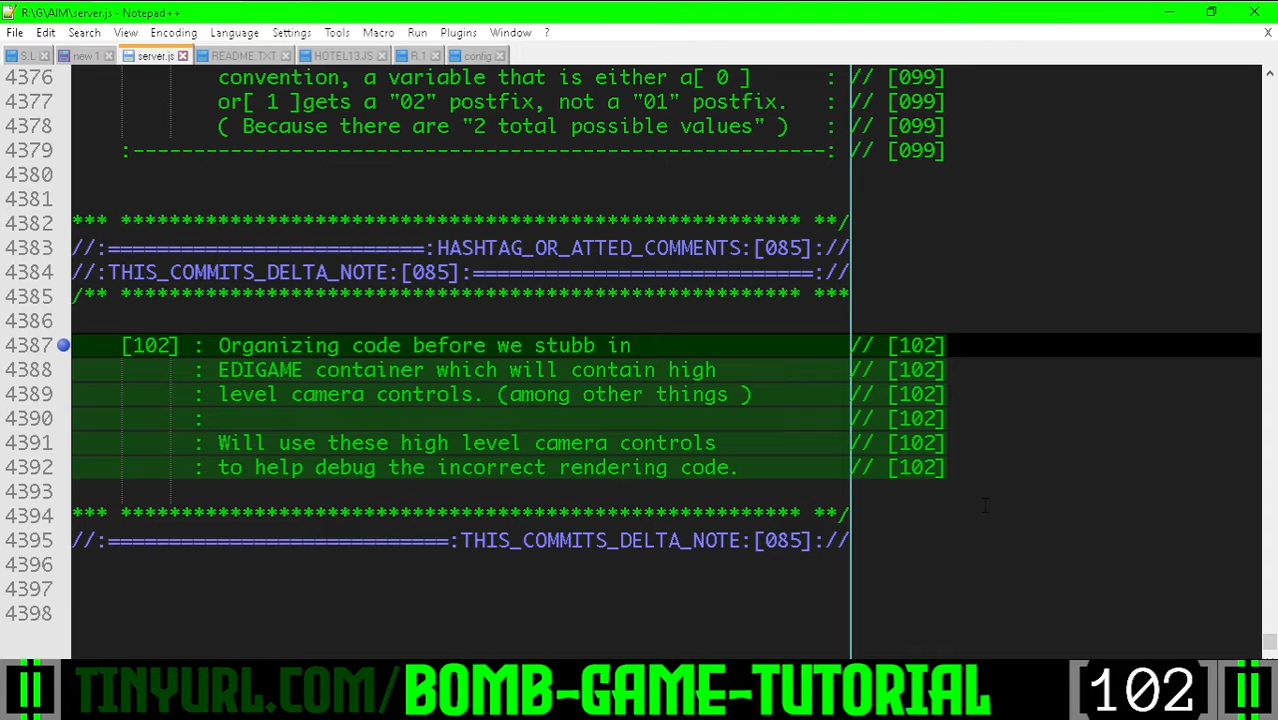 R:\G\AIM\server.js - Notepad++
File Edit Search View Encoding Language Settings Tools Macro Run Plugins Window ? X
S.L new 1 server.js README.TXT HOTEL13.JS R.1 config
4376 convention, a variable that is either a[ 0 ] : // [099]
4377 or[ 1 ]gets a "02" postfix, not a "01" postfix. : // [099]
4378 ( Because there are "2 total possible values" ) : // [099]
4379 :---------------------------------------------------------: // [099]
4380
4381
4382 *** ******************************************************** **/
4383 //:==========================:HASHTAG_OR_ATTED_COMMENTS:[085]://
4384 //:THIS_COMMITS_DELTA_NOTE:[085]:============================://
4385 /** ******************************************************** ***
4386
4387 [102] : Organizing code before we stubb in // [102]
4388 : EDIGAME container which will contain high // [102]
4389 : level camera controls. (among other things ) // [102]
4390 : // [102]
4391 : Will use these high level camera controls // [102]
4392 : to help debug the incorrect rendering code. // [102]
4393
4394 *** ******************************************************** **/
4395 //:============================:THIS_COMMITS_DELTA_NOTE:[085]://
4396
4397
4398
TINYURL.COM/BOMB-GAME-TUTORIAL 102